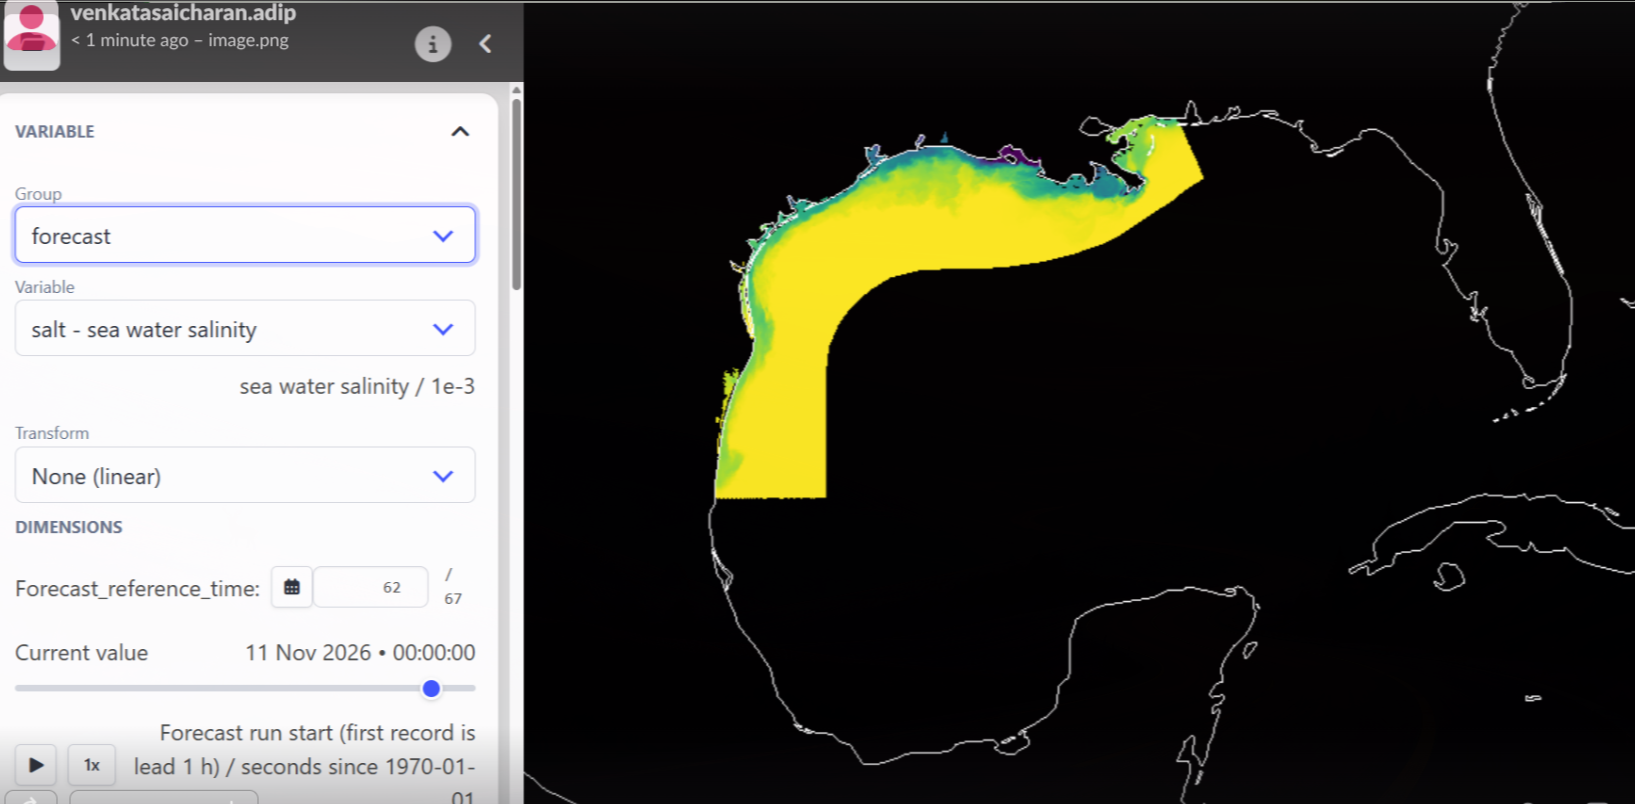 venkatasaicharan.adip
< 1 minute ago – image.png
VARIABLE
Group
forecast
Variable
salt - sea water salinity
sea water salinity / 1e-3
Transform
None (linear)
DIMENSIONS
Forecast_reference_time:
62
/
67
Current value
11 Nov 2026 • 00:00:00
Forecast run start (first record is
1x
lead 1 h) / seconds since 1970-01-
01